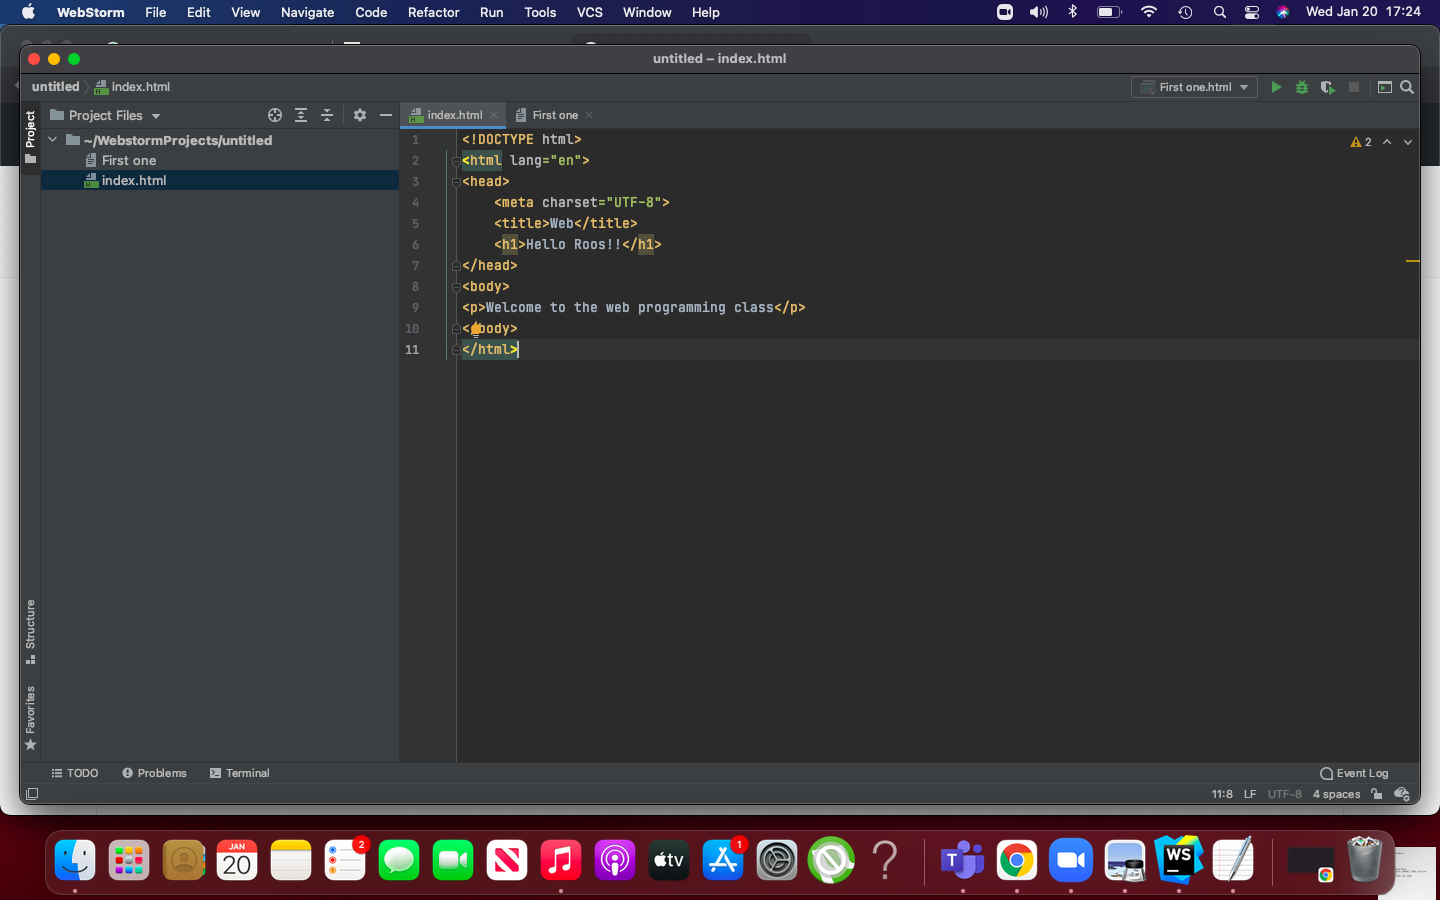 WebStorm File Edit View Navigate Code Refactor Run Tools VCS Window Help Wed Jan 20 17:24
untitled – index.html
untitled index.html First one.html
Project
Project Files
index.html First one
~/WebstormProjects/untitled
First one
index.html
2
1 <!DOCTYPE html>
2 <html lang="en">
3 <head>
4 <meta charset="UTF-8">
5 <title>Web</title>
6 <h1>Hello Roos!!</h1>
7 </head>
8 <body>
9 <p>Welcome to the web programming class</p>
10 < body>
11 </html>
Structure
Favorites
TODO Problems Terminal Event Log
11:8 LF UTF-8 4 spaces
JAN
20
2
tv
1
T
WS